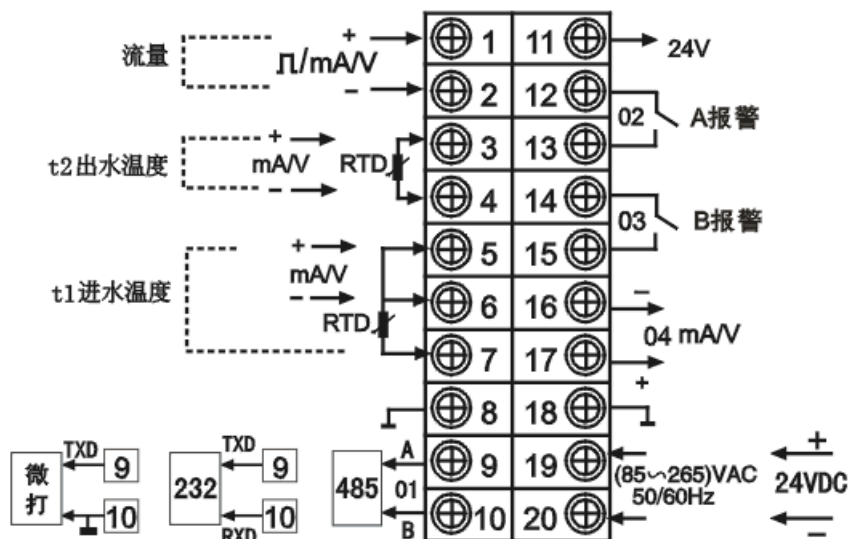 流量
+
⎍/mA/V
−
1 11
24V
2 12
02
A报警
3 13
t2出水温度
+
mA/V
−
RTD
4 14
03
B报警
5 15
t1进水温度
+
mA/V
−
RTD
6 16
−
04 mA/V
+
7 17
8 18
微打
TXD
9
10
232
TXD
9
RXD
10
485
A
01
B
9 19
10 20
(85∽265)VAC
50/60Hz
+
24VDC
−